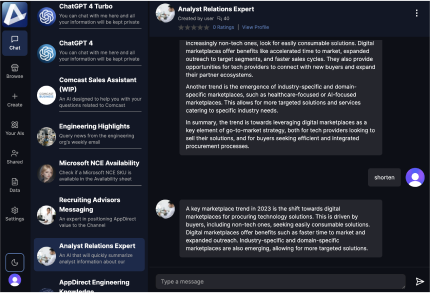 Chat
Browse
Create
Your AIs
Shared
Data
Settings
ChatGPT 4 Turbo
You can chat with me here and all
your information will be kept private
ChatGPT 4
You can chat with me here and all
your information will be kept private
Comcast Sales Assistant
(WIP)
An AI designed to help you with your
questions related to Comcast
Engineering Highlights
Query news from the engineering
org's weekly email
Microsoft NCE Availability
Check if a Microsoft NCE SKU is
available in the Availability sheet
Recruiting Advisors
Messaging
An expert in positioning AppDirect
value to the Channel
Analyst Relations Expert
An AI that will quickly summarize
analyst information about our
AppDirect Engineering
Knowledge
Analyst Relations Expert
Created by user 40
0 Ratings | View Profile
increasingly non-tech ones, look for easily consumable solutions. Digital
marketplaces offer benefits like accelerated time to market, expanded
outreach to target segments, and faster sales cycles. They also provide
opportunities for tech providers to connect with new buyers and expand
their partner ecosystems.
Another trend is the emergence of industry-specific and domain-
specific marketplaces, such as healthcare-focused or AI-focused
marketplaces. This allows for more targeted solutions and services
catering to specific industry needs.
In summary, the trend is towards leveraging digital marketplaces as a
key element of go-to-market strategy, both for tech providers looking to
sell their solutions, and for buyers seeking efficient and integrated
procurement processes.
shorten
A key marketplace trend in 2023 is the shift towards digital
marketplaces for procuring technology solutions. This is driven by
buyers, including non-tech ones, seeking easily consumable solutions.
Digital marketplaces offer benefits such as faster time to market and
expanded outreach. Industry-specific and domain-specific
marketplaces are also emerging, allowing for more targeted solutions.
Type a message